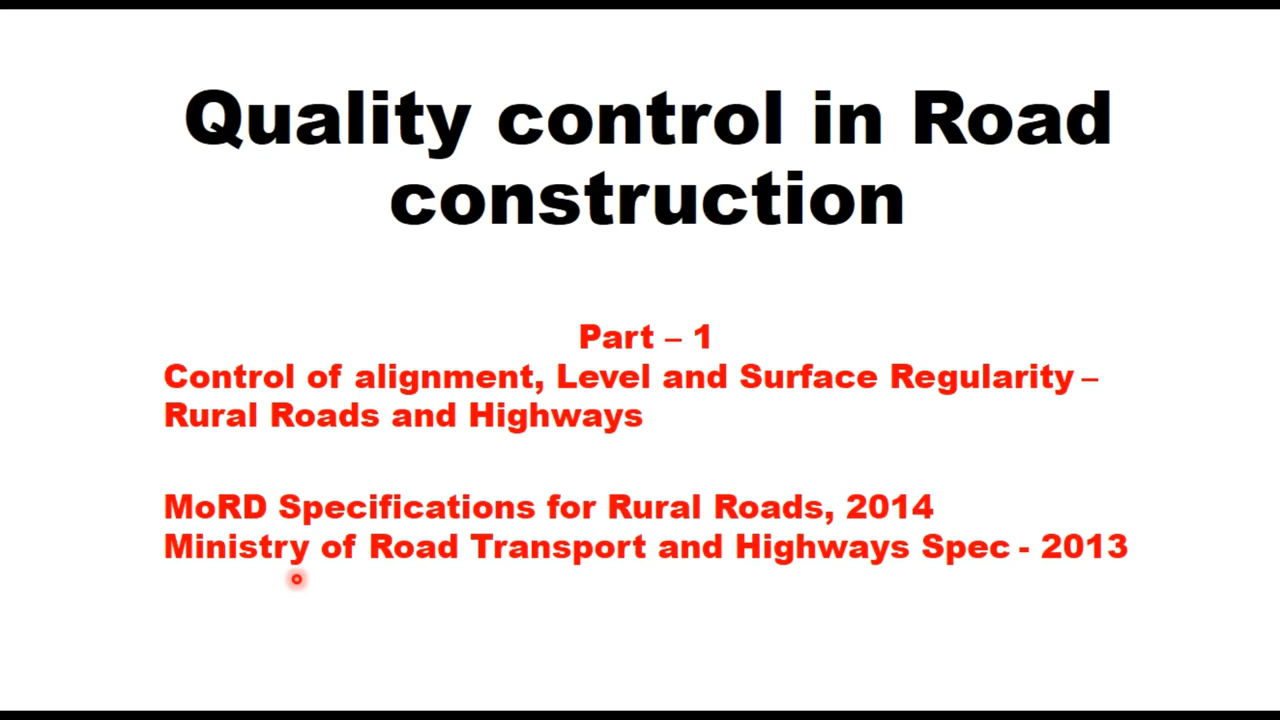 Quality control in Road
construction
Part – 1
Control of alignment, Level and Surface Regularity –
Rural Roads and Highways
MoRD Specifications for Rural Roads, 2014
Ministry of Road Transport and Highways Spec - 2013